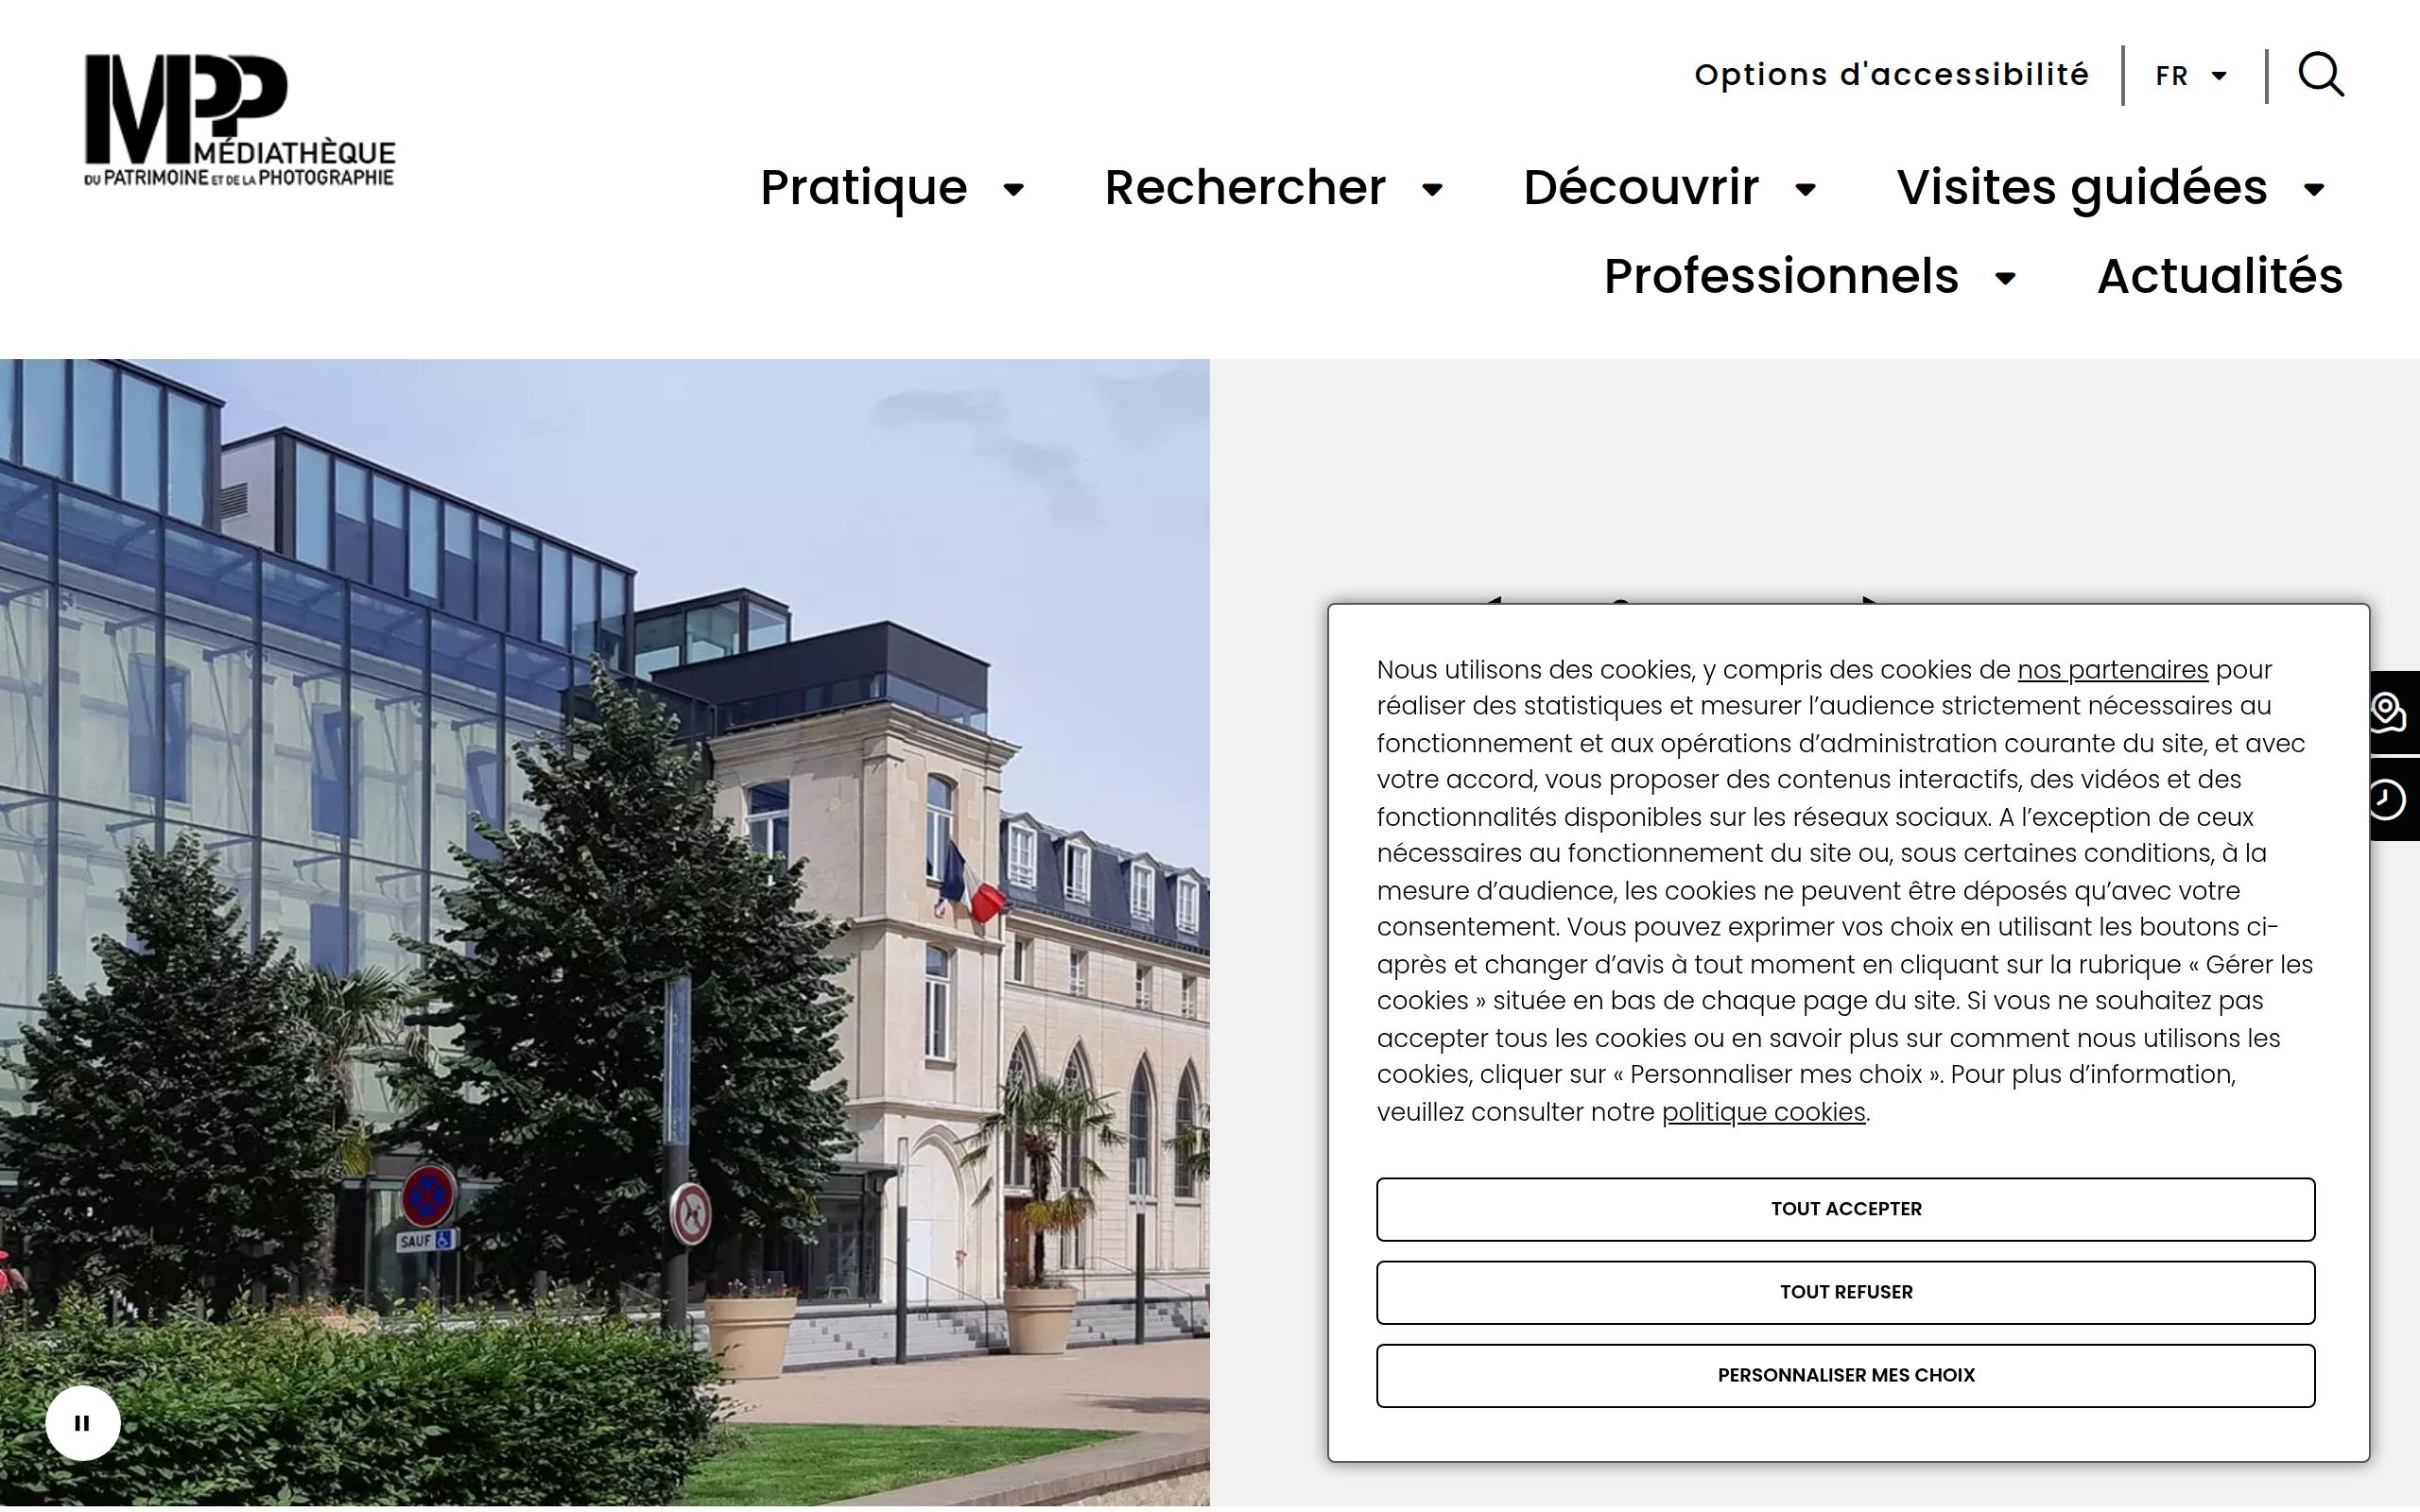 MPP
MÉDIATHÈQUE
DU PATRIMOINE ET DE LA PHOTOGRAPHIE
Options d'accessibilité
FR
Pratique
Rechercher
Découvrir
Visites guidées
Professionnels
Actualités
SAUF
Nous utilisons des cookies, y compris des cookies de nos partenaires pour
réaliser des statistiques et mesurer l’audience strictement nécessaires au
fonctionnement et aux opérations d’administration courante du site, et avec
votre accord, vous proposer des contenus interactifs, des vidéos et des
fonctionnalités disponibles sur les réseaux sociaux. A l’exception de ceux
nécessaires au fonctionnement du site ou, sous certaines conditions, à la
mesure d’audience, les cookies ne peuvent être déposés qu’avec votre
consentement. Vous pouvez exprimer vos choix en utilisant les boutons ci-
après et changer d’avis à tout moment en cliquant sur la rubrique « Gérer les
cookies » située en bas de chaque page du site. Si vous ne souhaitez pas
accepter tous les cookies ou en savoir plus sur comment nous utilisons les
cookies, cliquer sur « Personnaliser mes choix ». Pour plus d’information,
veuillez consulter notre politique cookies.
TOUT ACCEPTER
TOUT REFUSER
PERSONNALISER MES CHOIX